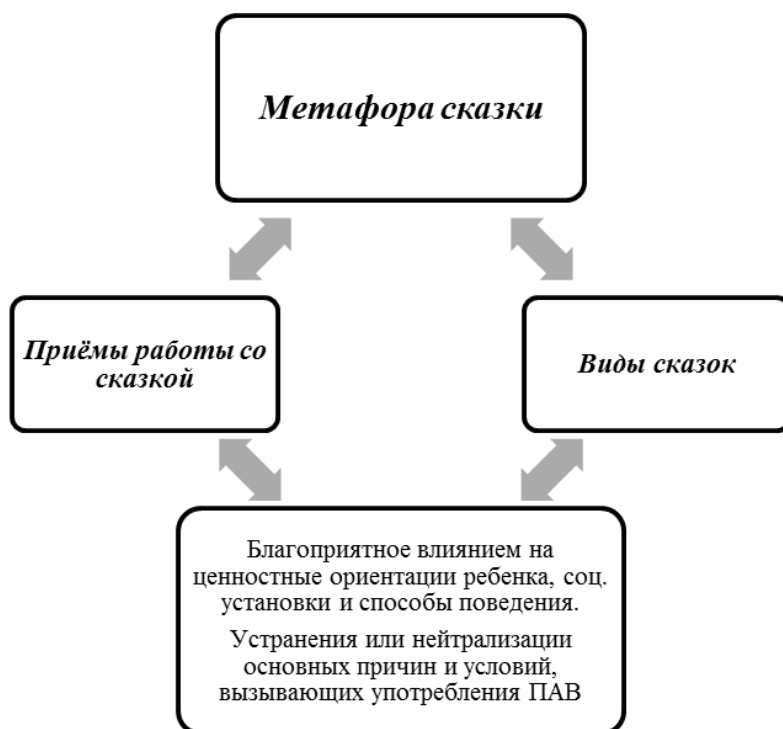 Метафора сказки
Приёмы работы со
сказкой
Виды сказок
Благоприятное влиянием на
ценностные ориентации ребенка, соц.
установки и способы поведения.
Устранения или нейтрализации
основных причин и условий,
вызывающих употребления ПАВ